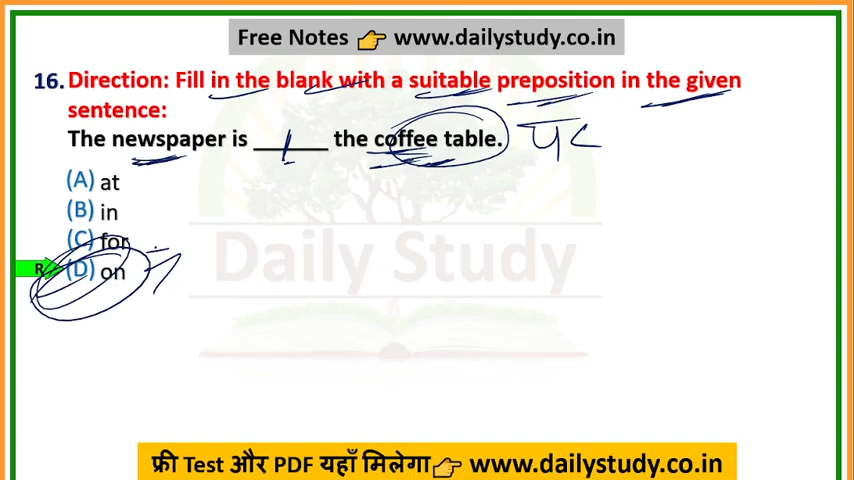 Free Notes 👉 www.dailystudy.co.in
16. Direction: Fill in the blank with a suitable preposition in the given
sentence:
The newspaper is ______ the coffee table. पर
(A) at
(B) in
(C) for
R (D) on
Daily Study
फ्री Test और PDF यहाँ मिलेगा👉 www.dailystudy.co.in